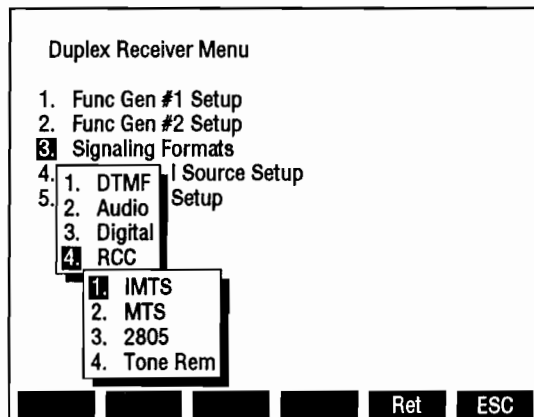 Duplex Receiver Menu
1. Func Gen #1 Setup
2. Func Gen #2 Setup
3. Signaling Formats
4. l Source Setup
5. Setup
1. DTMF
2. Audio
3. Digital
4. RCC
1. IMTS
2. MTS
3. 2805
4. Tone Rem
Ret ESC